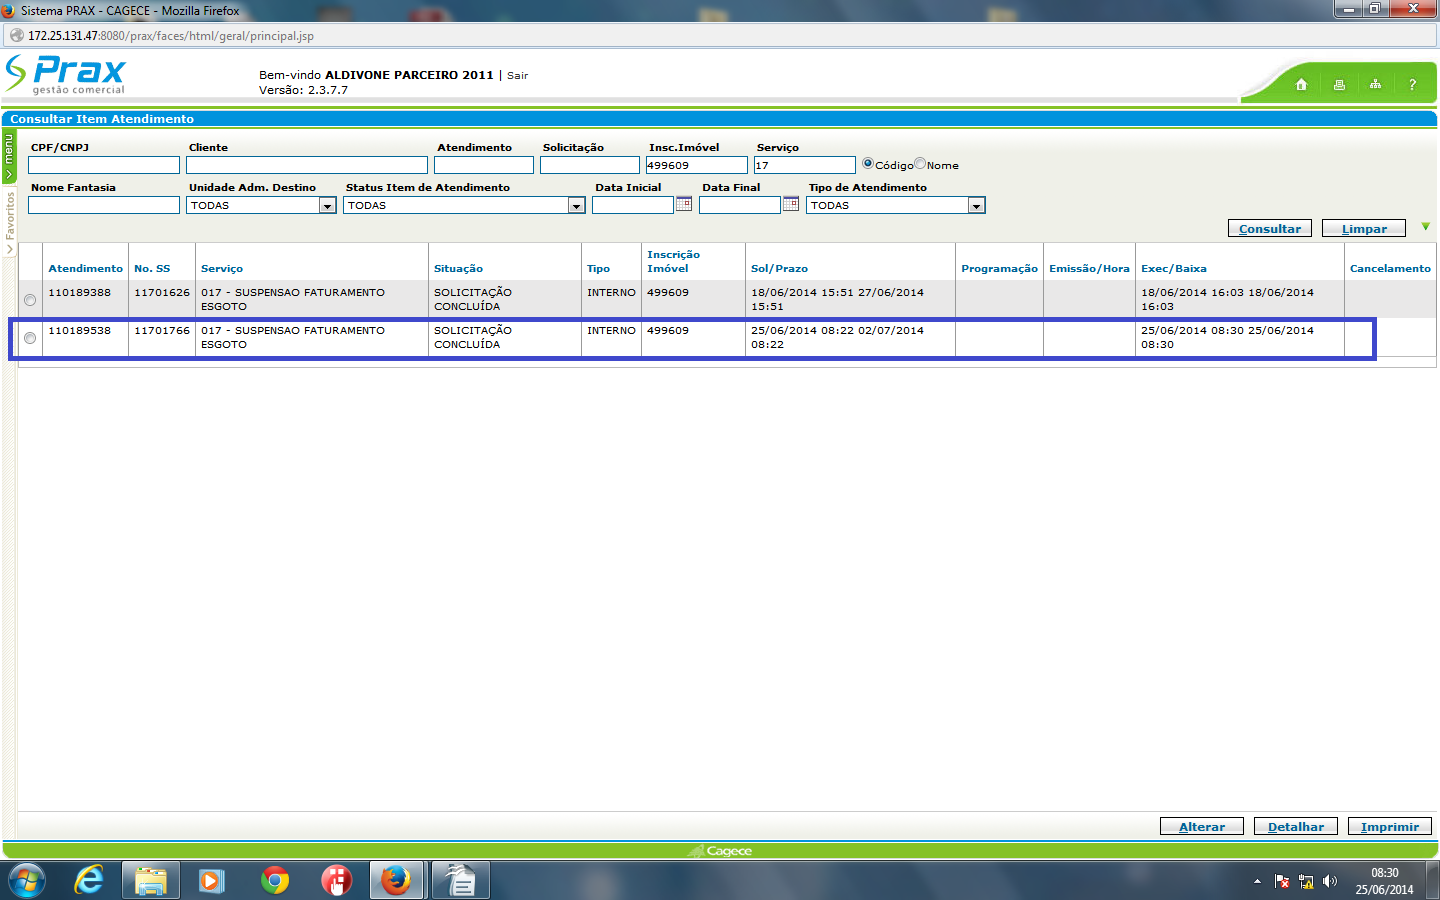 Sistema PRAX - CAGECE - Mozilla Firefox
172.25.131.47:8080/prax/faces/html/geral/principal.jsp
Prax
gestão comercial
Bem-vindo ALDIVONE PARCEIRO 2011 | Sair
Versão: 2.3.7.7
?
Consultar Item Atendimento
menu
Favoritos
CPF/CNPJ Cliente Atendimento Solicitação Insc.Imóvel Serviço
499609 17 Código Nome
Nome Fantasia Unidade Adm. Destino Status Item de Atendimento Data Inicial Data Final Tipo de Atendimento
TODAS TODAS TODAS
Consultar Limpar
Atendimento No. SS Serviço Situação Tipo Inscrição Imóvel Sol/Prazo Programação Emissão/Hora Exec/Baixa Cancelamento
110189388 11701626 017 - SUSPENSAO FATURAMENTO SOLICITAÇÃO INTERNO 499609 18/06/2014 15:51 27/06/2014 18/06/2014 16:03 18/06/2014
ESGOTO CONCLUÍDA 15:51 16:03
110189538 11701766 017 - SUSPENSAO FATURAMENTO SOLICITAÇÃO INTERNO 499609 25/06/2014 08:22 02/07/2014 25/06/2014 08:30 25/06/2014
ESGOTO CONCLUÍDA 08:22 08:30
Alterar Detalhar Imprimir
Cagece
08:30
25/06/2014